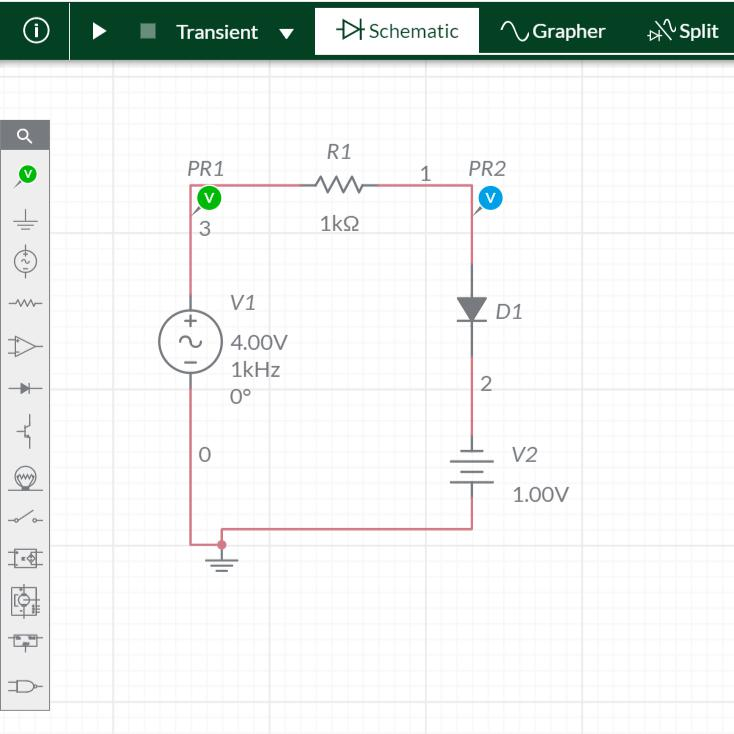 Transient
Schematic
Grapher
Split
R1
PR1
1
PR2
V
V
V
3
1kΩ
V1
4.00V
1kHz
0°
D1
2
0
V2
1.00V